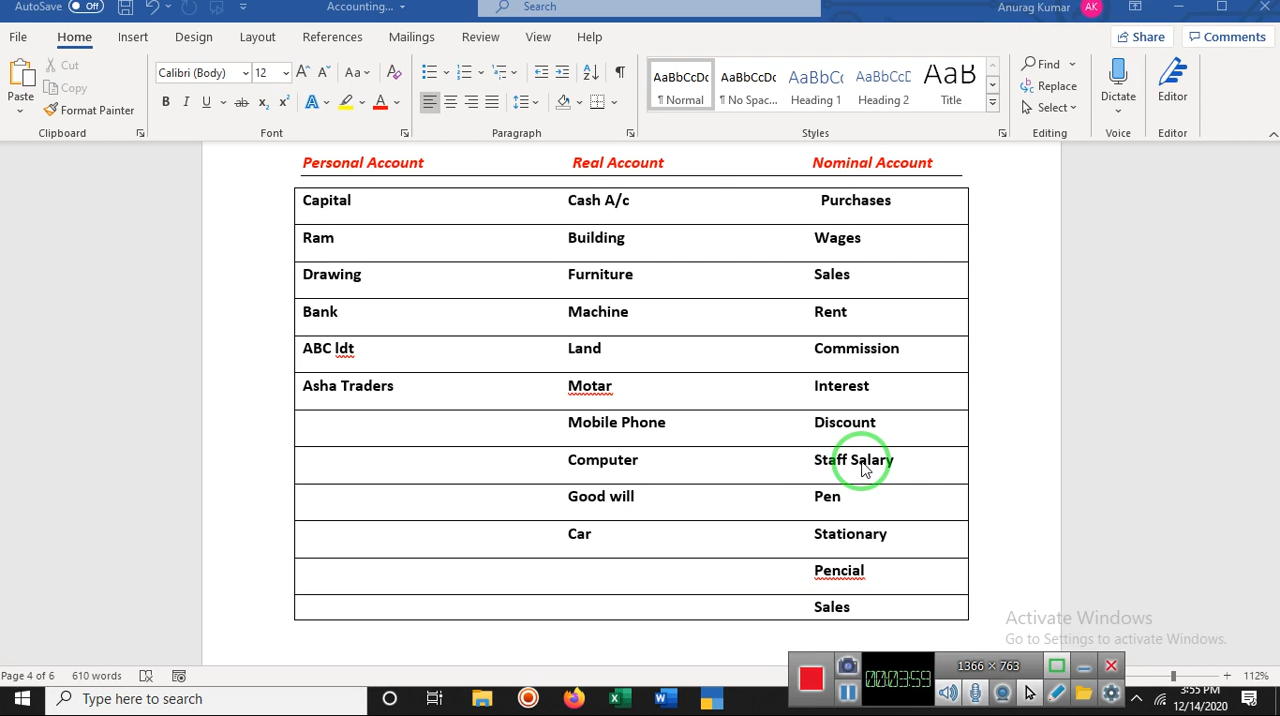 AutoSave Off Accounting... Search Anurag Kumar AK
File Home Insert Design Layout References Mailings Review View Help Share Comments
Paste Cut Copy Format Painter
Calibri (Body) 12
AaBbCcDc AaBbCcDc AaBbCc AaBbCcD AaB
¶ Normal ¶ No Spac... Heading 1 Heading 2 Title
Find Replace Select
Dictate Editor
Clipboard Font Paragraph Styles Editing Voice Editor
Personal Account Real Account Nominal Account
Capital Cash A/c Purchases
Ram Building Wages
Drawing Furniture Sales
Bank Machine Rent
ABC ldt Land Commission
Asha Traders Motar Interest
Mobile Phone Discount
Computer Staff Salary
Good will Pen
Car Stationary
Pencial
Sales
Activate Windows
Go to Settings to activate Windows.
Page 4 of 6 610 words 112%
1366 × 763
00:03:59
Type here to search
3:55 PM
12/14/2020